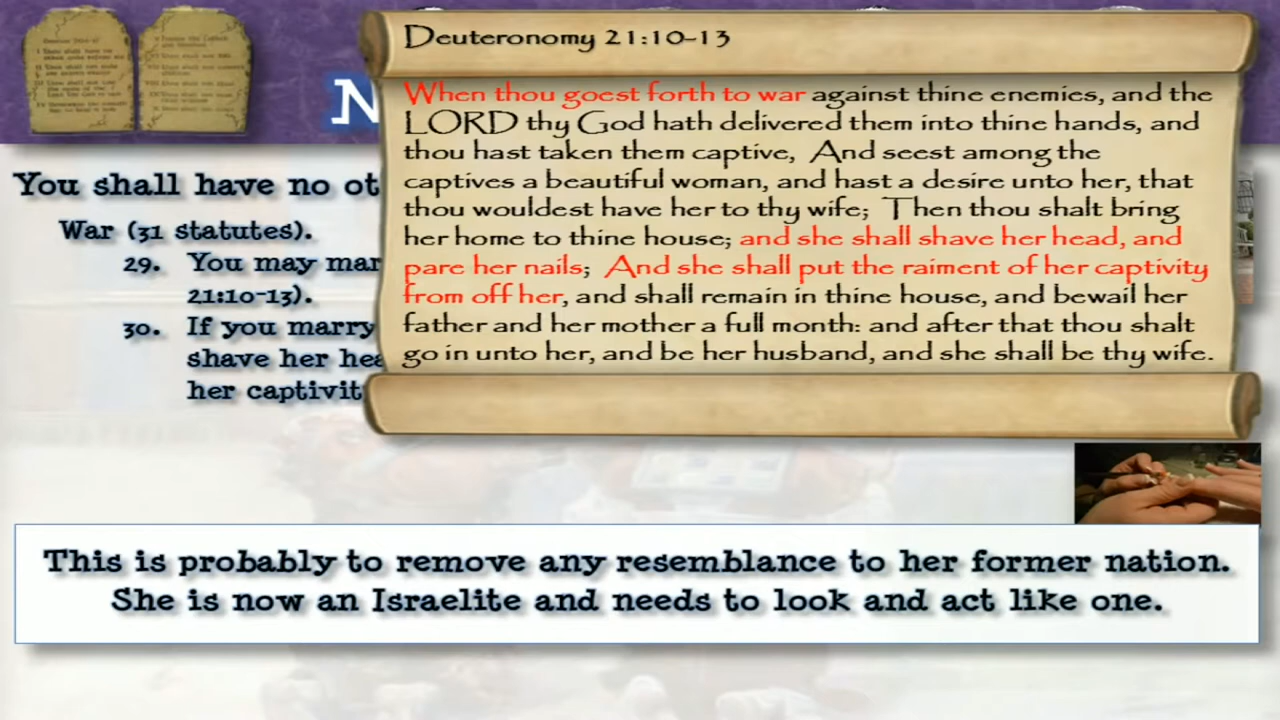 Deuteronomy 21:10-13
When thou goest forth to war against thine enemies, and the
LORD thy God hath delivered them into thine hands, and
thou hast taken them captive, And seest among the
captives a beautiful woman, and hast a desire unto her, that
thou wouldest have her to thy wife; Then thou shalt bring
her home to thine house; and she shall shave her head, and
pare her nails; And she shall put the raiment of her captivity
from off her, and shall remain in thine house, and bewail her
father and her mother a full month: and after that thou shalt
go in unto her, and be her husband, and she shall be thy wife.
N
You shall have no ot
War (31 statutes).
29. You may mar
21:10-13).
30. If you marry
shave her hea
her captivit
This is probably to remove any resemblance to her former nation.
She is now an Israelite and needs to look and act like one.